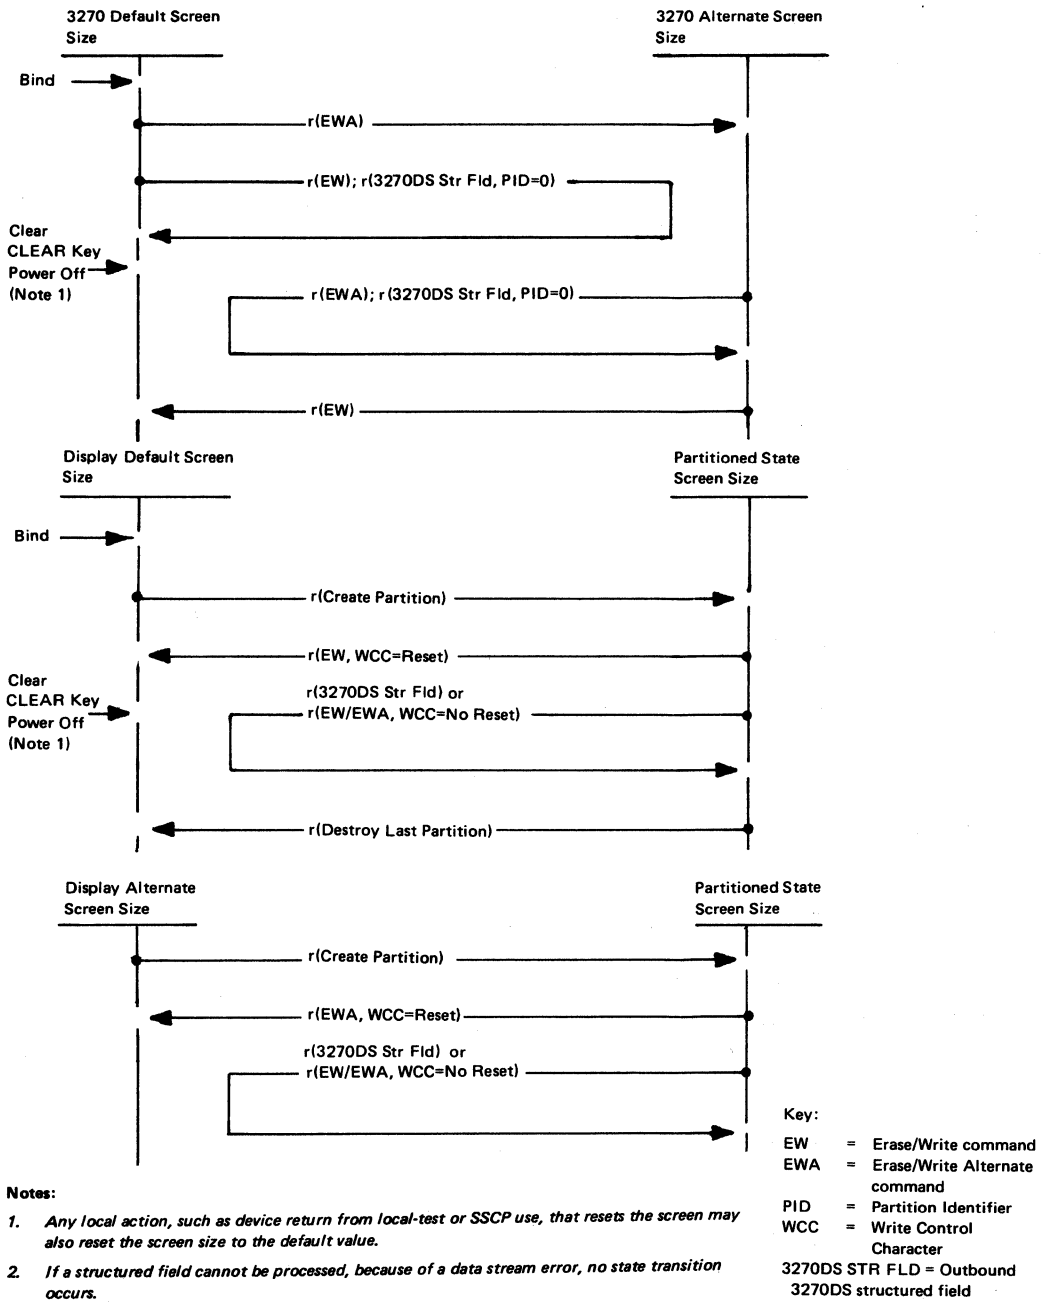 3270 Default Screen
Size
3270 Alternate Screen
Size
Bind
r(EWA)
r(EW); r(3270DS Str Fld, PID=0)
Clear
CLEAR Key
Power Off
(Note 1)
r(EWA); r(3270DS Str Fld, PID=0)
r(EW)
Display Default Screen
Size
Partitioned State
Screen Size
Bind
r(Create Partition)
r(EW, WCC=Reset)
Clear
CLEAR Key
Power Off
(Note 1)
r(3270DS Str Fld) or
r(EW/EWA, WCC=No Reset)
r(Destroy Last Partition)
Display Alternate
Screen Size
Partitioned State
Screen Size
r(Create Partition)
r(EWA, WCC=Reset)
r(3270DS Str Fld) or
r(EW/EWA, WCC=No Reset)
Key:
EW = Erase/Write command
EWA = Erase/Write Alternate
command
PID = Partition Identifier
WCC = Write Control
Character
3270DS STR FLD = Outbound
3270DS structured field
Notes:
1. Any local action, such as device return from local-test or SSCP use, that resets the screen may
also reset the screen size to the default value.
2. If a structured field cannot be processed, because of a data stream error, no state transition
occurs.